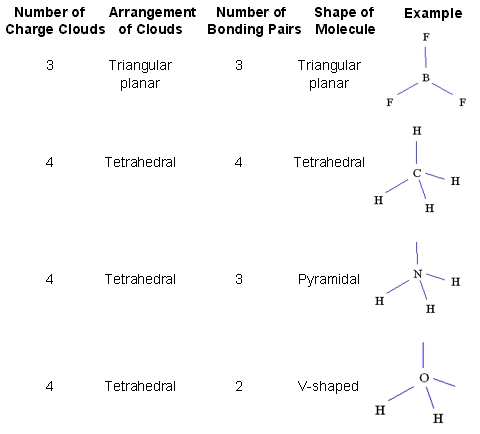 Number of Charge Clouds Arrangement of Clouds Number of Bonding Pairs Shape of Molecule Example
3 Triangular planar 3 Triangular planar
F
B
F F
4 Tetrahedral 4 Tetrahedral
H
C
H
H
H
4 Tetrahedral 3 Pyramidal
N
H
H
H
4 Tetrahedral 2 V-shaped
O
H
H